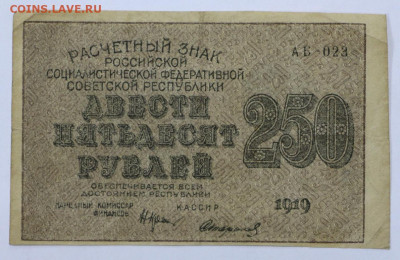 COINS.LAVE.RU
РАСЧЕТНЫЙ ЗНАК
РОССИЙСКОЙ
СОЦИАЛИСТИЧЕСКОЙ ФЕДЕРАТИВНОЙ
СОВЕТСКОЙ РЕСПУБЛИКИ
АБ-023
ДВЕСТИ
ПЯТЬДЕСЯТ
РУБЛЕЙ
250
ОБЕСПЕЧИВАЕТСЯ ВСЕМ
ДОСТОЯНИЕМ РЕСПУБЛИКИ
НАРОДНЫЙ КОМИССАР
ФИНАНСОВ
КАССИР
1919